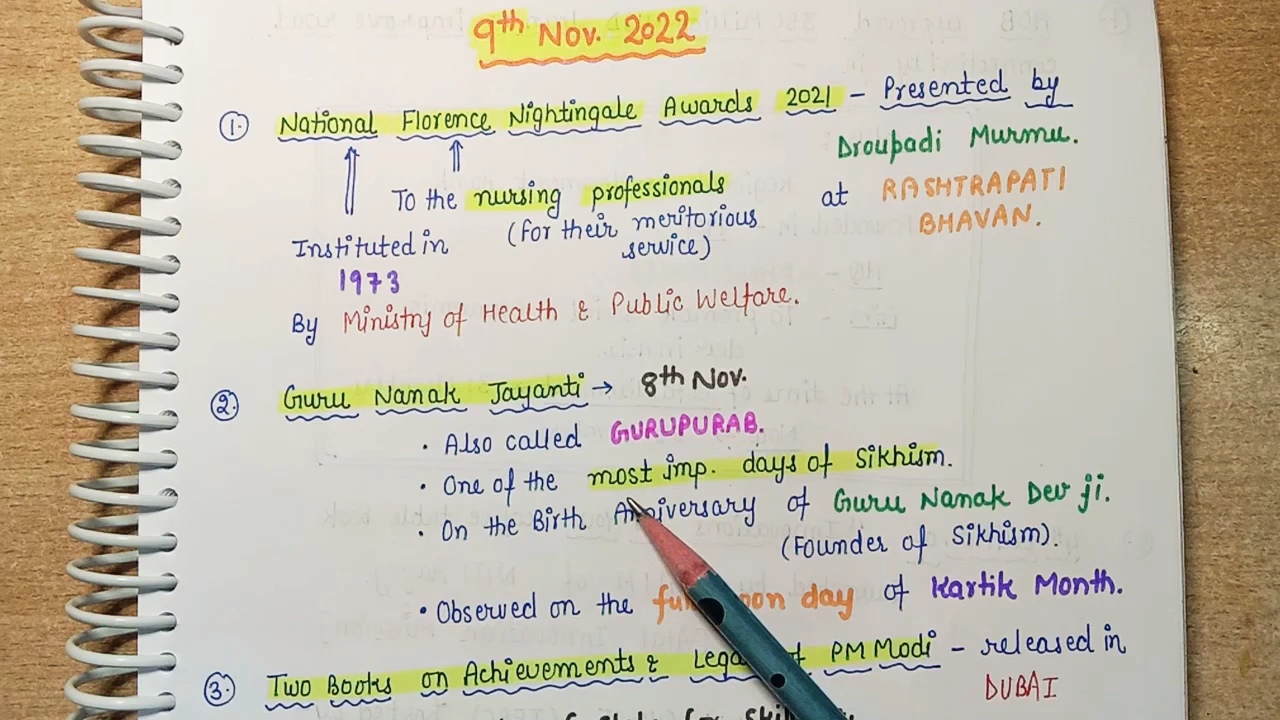 9th Nov. 2022
1. National Florence Nightingale Awards 2021 - Presented by
Droupadi Murmu.
To the nursing professionals at RASHTRAPATI
BHAVAN.
(for their meritorious
service)
Instituted in
1973
By Ministry of Health & Public Welfare.
2. Guru Nanak Jayanti → 8th Nov.
• Also called GURUPURAB.
• One of the most imp. days of Sikhism.
• On the Birth Anniversary of Guru Nanak Dev ji.
(Founder of Sikhism).
• Observed on the day of Kartik Month.
3. Two Books on Achievements & PM Modi - released in
DUBAI
for